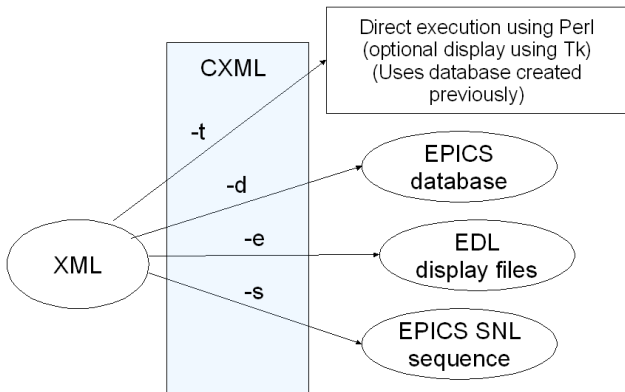 Direct execution using Perl
(optional display using Tk)
(Uses database created
previously)
CXML
-t
-d
-e
-s
XML
EPICS
database
EDL
display files
EPICS SNL
sequence